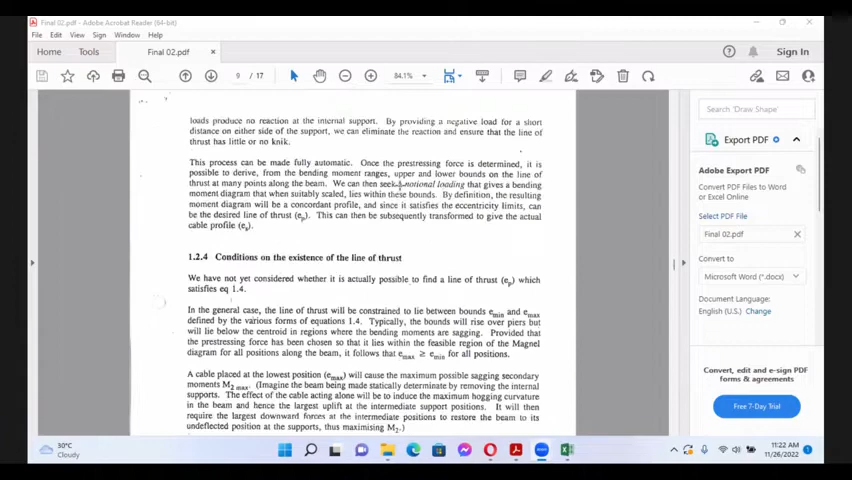 Final 02.pdf - Adobe Acrobat Reader (64-bit)
File Edit View Sign Window Help
Home Tools Final 02.pdf × Sign In
9 / 17 84.1%
loads produce no reaction at the internal support. By providing a negative load for a short
distance on either side of the support, we can eliminate the reaction and ensure that the line of
thrust has little or no knik.
This process can be made fully automatic. Once the prestressing force is determined, it is
possible to derive, from the bending moment ranges, upper and lower bounds on the line of
thrust at many points along the beam. We can then seek notional loading that gives a bending
moment diagram that when suitably scaled, lies within these bounds. By definition, the resulting
moment diagram will be a concordant profile, and since it satisfies the eccentricity limits, can
be the desired line of thrust (ep). This can then be subsequently transformed to give the actual
cable profile (es).
1.2.4 Conditions on the existence of the line of thrust
We have not yet considered whether it is actually possible to find a line of thrust (ep) which
satisfies eq 1.4.
In the general case, the line of thrust will be constrained to lie between bounds emin and emax
defined by the various forms of equations 1.4. Typically, the bounds will rise over piers but
will lie below the centroid in regions where the bending moments are sagging. Provided that
the prestressing force has been chosen so that it lies within the feasible region of the Magnel
diagram for all positions along the beam, it follows that emax ≥ emin for all positions.
A cable placed at the lowest position (emax) will cause the maximum possible sagging secondary
moments M2 max. (Imagine the beam being made statically determinate by removing the internal
supports. The effect of the cable acting alone will be to induce the maximum hogging curvature
in the beam and hence the largest uplift at the intermediate support positions. It will then
require the largest downward forces at the intermediate positions to restore the beam to its
undeflected position at the supports, thus maximising M2.)
Search 'Draw Shape'
Export PDF
Adobe Export PDF
Convert PDF Files to Word
or Excel Online
Select PDF File
Final 02.pdf ×
Convert to
Microsoft Word (*.docx)
Document Language:
English (U.S.) Change
Convert, edit and e-sign PDF
forms & agreements
Free 7-Day Trial
30°C
Cloudy
11:22 AM
11/26/2022